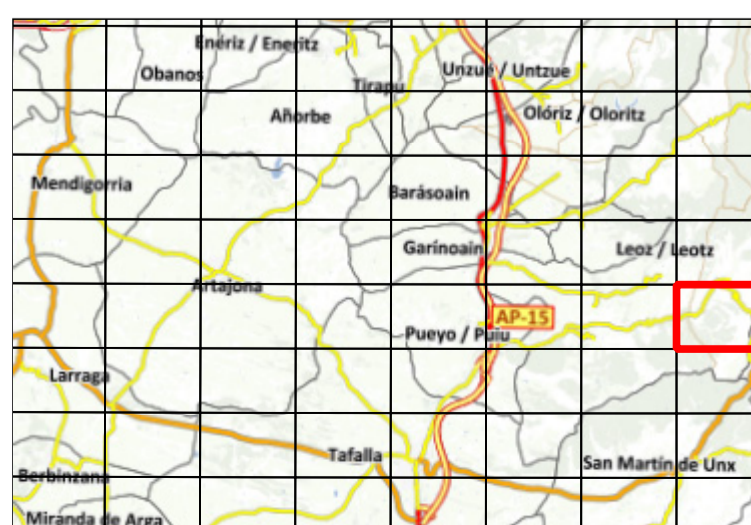 Enériz / Eneritz
Obanos
Tirapu
Unzué / Untzue
Añorbe
Olóriz / Oloritz
Mendigorria
Barásoain
Garínoain
Leoz / Leotz
Artajona
AP-15
Pueyo / Puiu
Larraga
Tafalla
San Martín de Unx
Berbinzana
Miranda de Arga